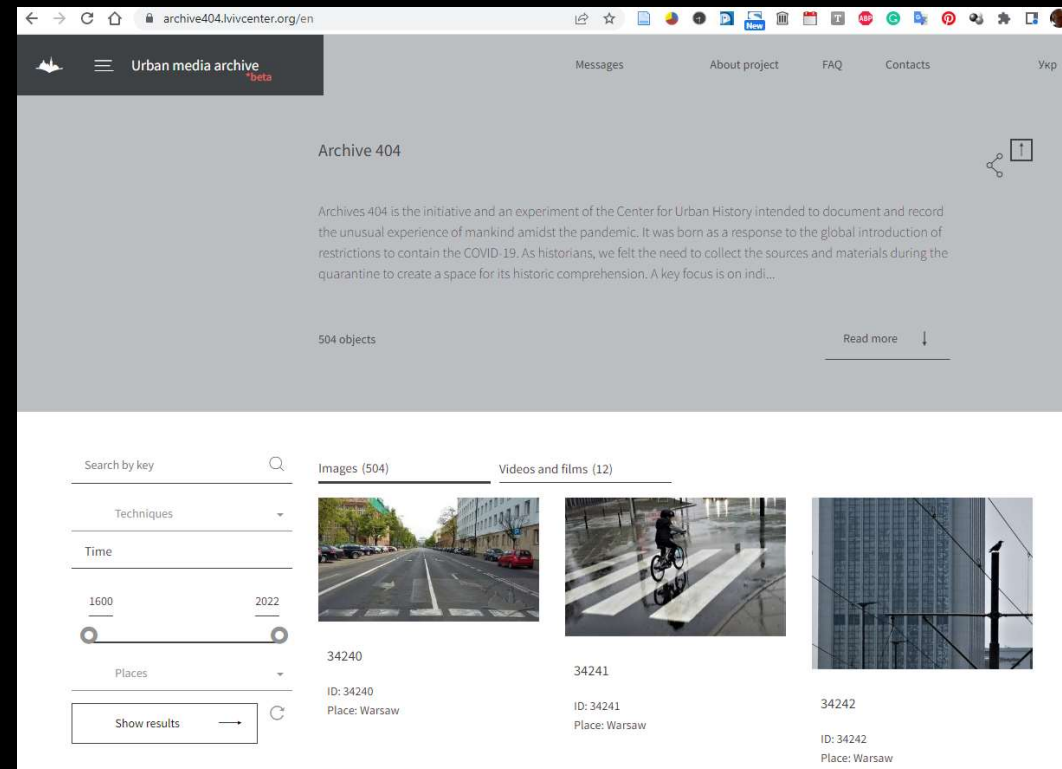 archive404.lvivcenter.org/en
New
Urban media archive
*beta
Messages
About project
FAQ
Contacts
Укр
Archive 404
Archives 404 is the initiative and an experiment of the Center for Urban History intended to document and record
the unusual experience of mankind amidst the pandemic. It was born as a response to the global introduction of
restrictions to contain the COVID-19. As historians, we felt the need to collect the sources and materials during the
quarantine to create a space for its historic comprehension. A key focus is on indi...
504 objects
Read more
Search by key
Techniques
Time
1600
2022
Places
Show results
Images (504)
Videos and films (12)
34240
ID: 34240
Place: Warsaw
34241
ID: 34241
Place: Warsaw
34242
ID: 34242
Place: Warsaw